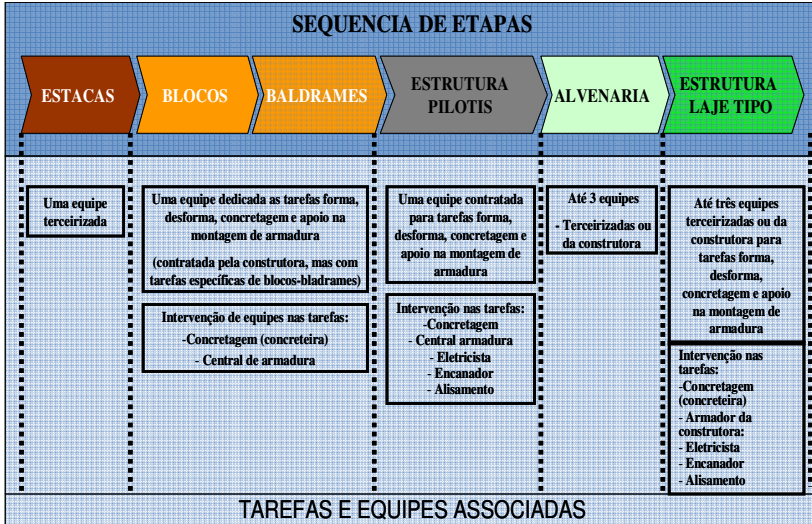 SEQUENCIA DE ETAPAS
ESTACAS
BLOCOS
BALDRAMES
ESTRUTURA
PILOTIS
ALVENARIA
ESTRUTURA
LAJE TIPO
Uma equipe
terceirizada
Uma equipe dedicada as tarefas forma,
desforma, concretagem e apoio na
montagem de armadura
(contratada pela construtora, mas com
tarefas específicas de blocos-bladrames)
Intervenção de equipes nas tarefas:
-Concretagem (concreteira)
- Central de armadura
Uma equipe contratada
para tarefas forma,
desforma, concretagem e
apoio na montagem de
armadura
Intervenção nas tarefas:
-Concretagem
- Central armadura
- Eletricista
- Encanador
- Alisamento
Até 3 equipes
- Terceirizadas ou
da construtora
Até três equipes
terceirizadas ou da
construtora para
tarefas forma,
desforma,
concretagem e apoio
na montagem de
armadura
Intervenção nas
tarefas:
-Concretagem
(concreteira)
- Armador da
construtora:
- Eletricista
- Encanador
- Alisamento
TAREFAS E EQUIPES ASSOCIADAS